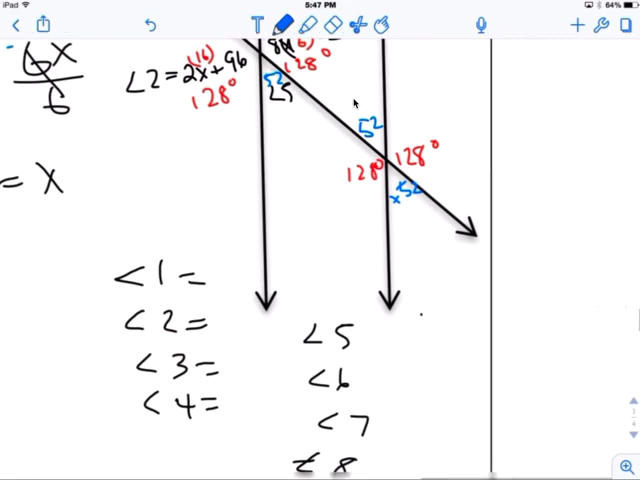 iPad
5:47 PM
64%
T
6x
6
= x
(16)
<2 = 2x + 96
128°
128°
52
<5
52
128° 128°
x 52
<1 =
<2 =
<3 =
<4 =
<5
<6
<7
< 8